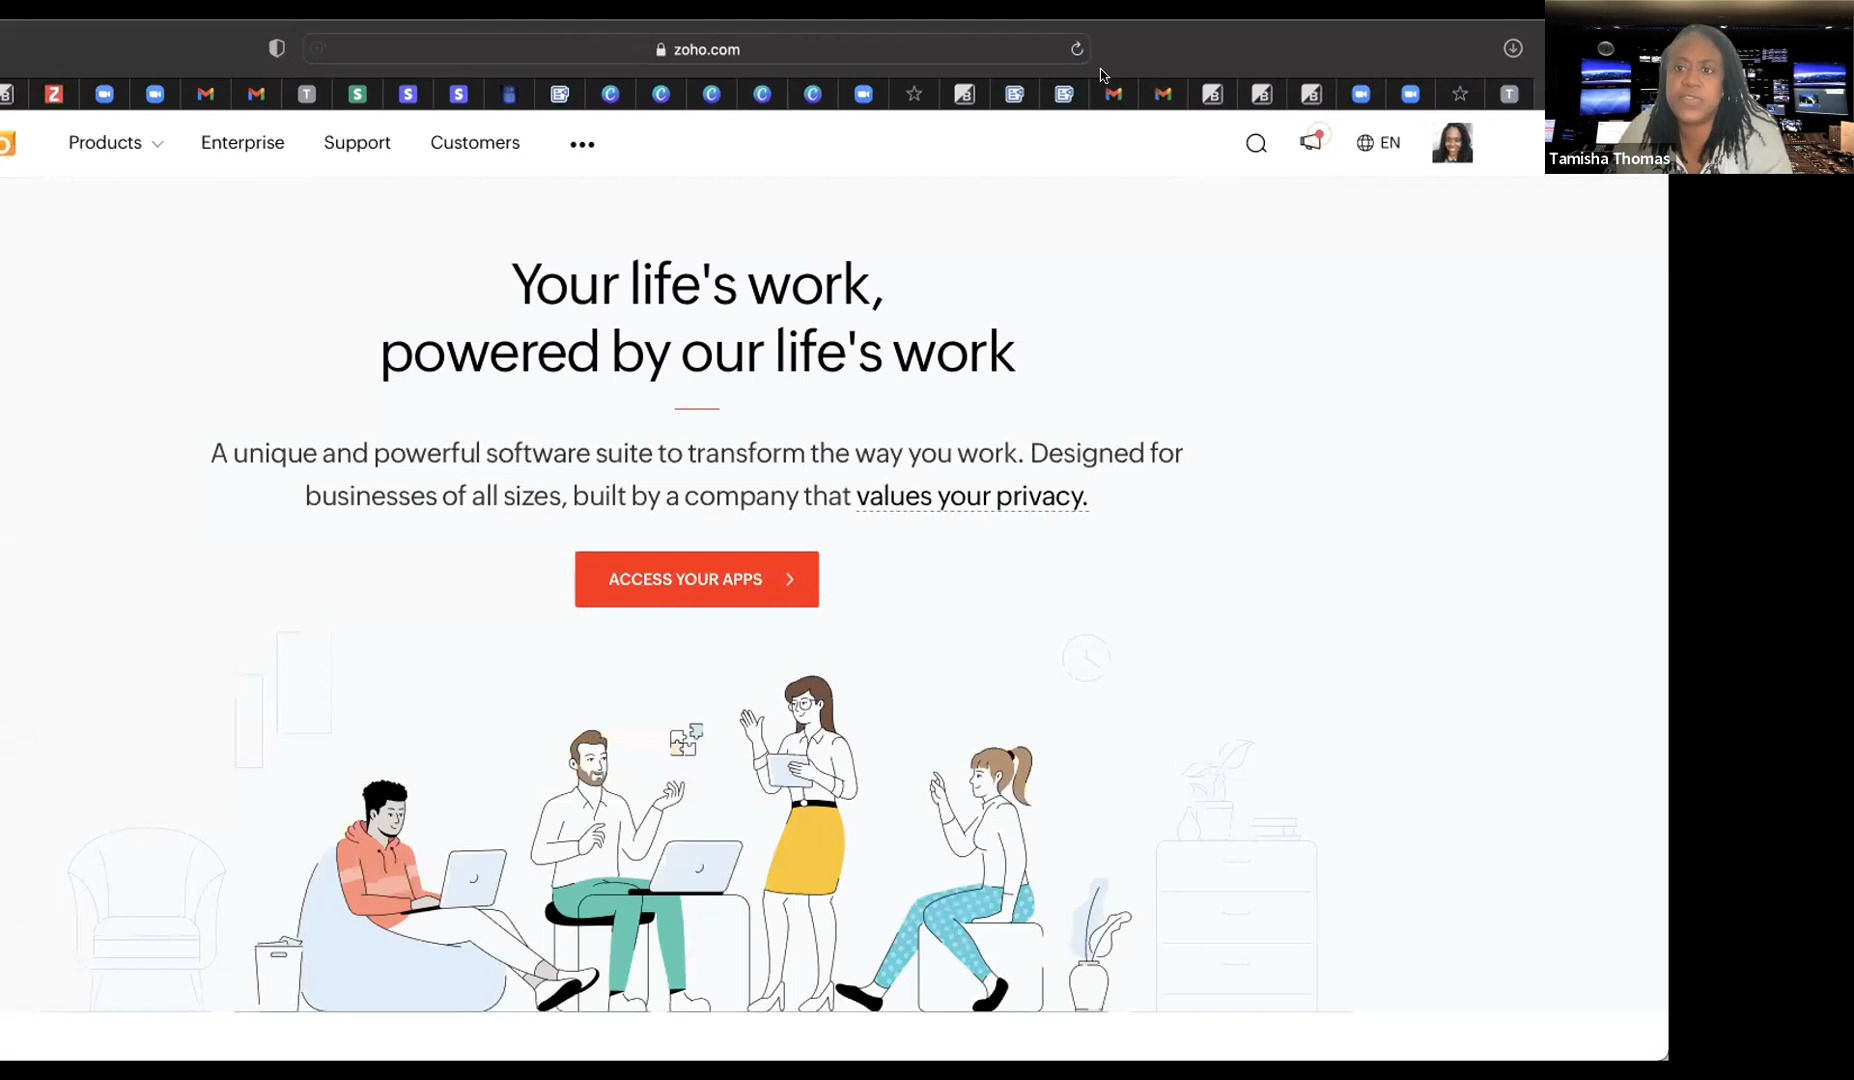 zoho.com
Products Enterprise Support Customers ••• EN
Tamisha Thomas
Your life's work,
powered by our life's work
A unique and powerful software suite to transform the way you work. Designed for
businesses of all sizes, built by a company that values your privacy.
ACCESS YOUR APPS